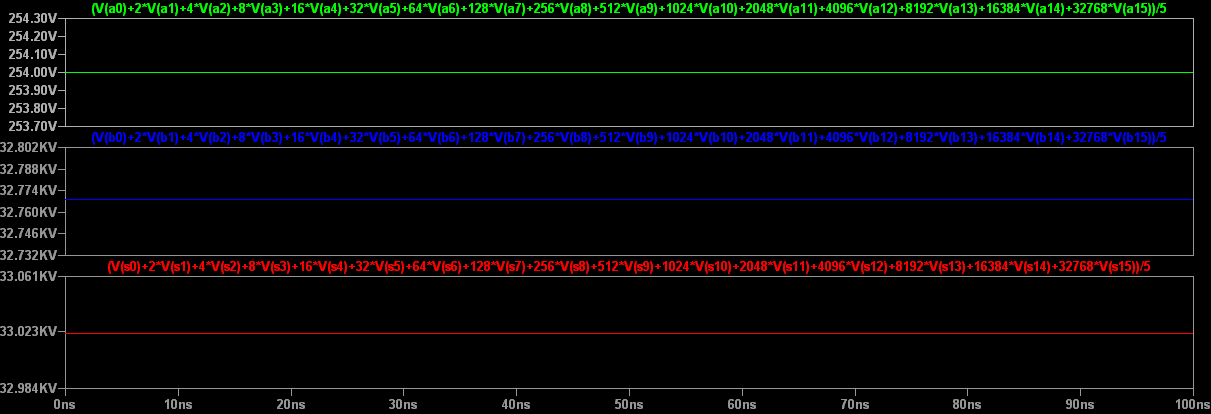 (V(a0)+2*V(a1)+4*V(a2)+8*V(a3)+16*V(a4)+32*V(a5)+64*V(a6)+128*V(a7)+256*V(a8)+512*V(a9)+1024*V(a10)+2048*V(a11)+4096*V(a12)+8192*V(a13)+16384*V(a14)+32768*V(a15))/5
254.30V
254.20V
254.10V
254.00V
253.90V
253.80V
253.70V
(V(b0)+2*V(b1)+4*V(b2)+8*V(b3)+16*V(b4)+32*V(b5)+64*V(b6)+128*V(b7)+256*V(b8)+512*V(b9)+1024*V(b10)+2048*V(b11)+4096*V(b12)+8192*V(b13)+16384*V(b14)+32768*V(b15))/5
32.802KV
32.788KV
32.774KV
32.760KV
32.746KV
32.732KV
(V(s0)+2*V(s1)+4*V(s2)+8*V(s3)+16*V(s4)+32*V(s5)+64*V(s6)+128*V(s7)+256*V(s8)+512*V(s9)+1024*V(s10)+2048*V(s11)+4096*V(s12)+8192*V(s13)+16384*V(s14)+32768*V(s15))/5
33.061KV
33.023KV
32.984KV
0ns 10ns 20ns 30ns 40ns 50ns 60ns 70ns 80ns 90ns 100ns